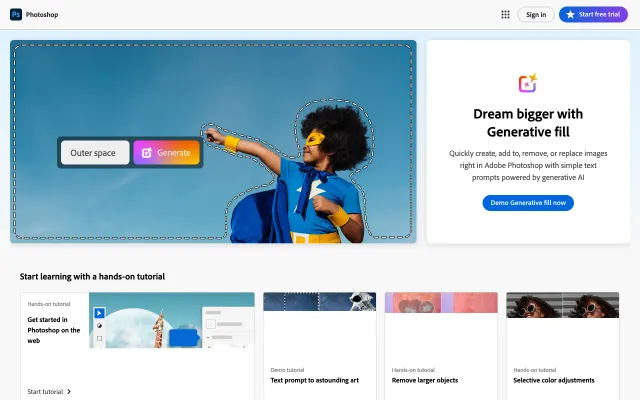 Ps Photoshop
Sign in
Start free trial
Outer space
Generate
Dream bigger with
Generative fill
Quickly create, add to, remove, or replace images
right in Adobe Photoshop with simple text
prompts powered by generative AI
Demo Generative fill now
Start learning with a hands-on tutorial
Hands-on tutorial
Get started in
Photoshop on the
web
Start tutorial
Demo tutorial
Text prompt to astounding art
Hands-on tutorial
Remove larger objects
Hands-on tutorial
Selective color adjustments